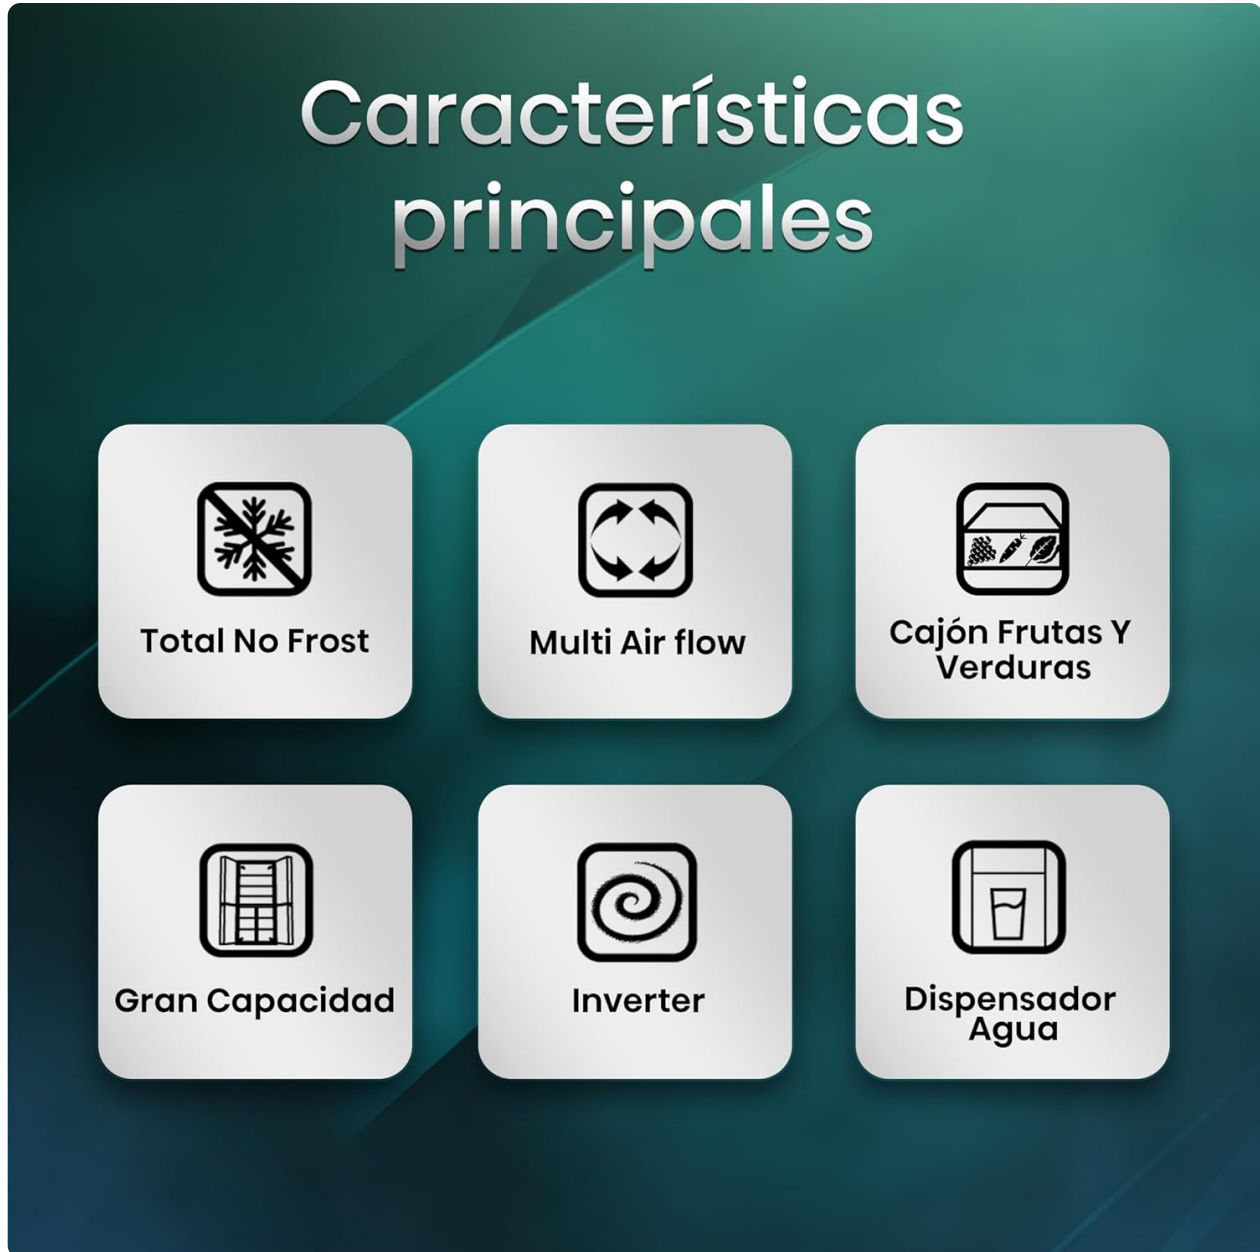 Características
principales
Total No Frost
Multi Air flow
Cajón Frutas Y
Verduras
Gran Capacidad
Inverter
Dispensador
Agua